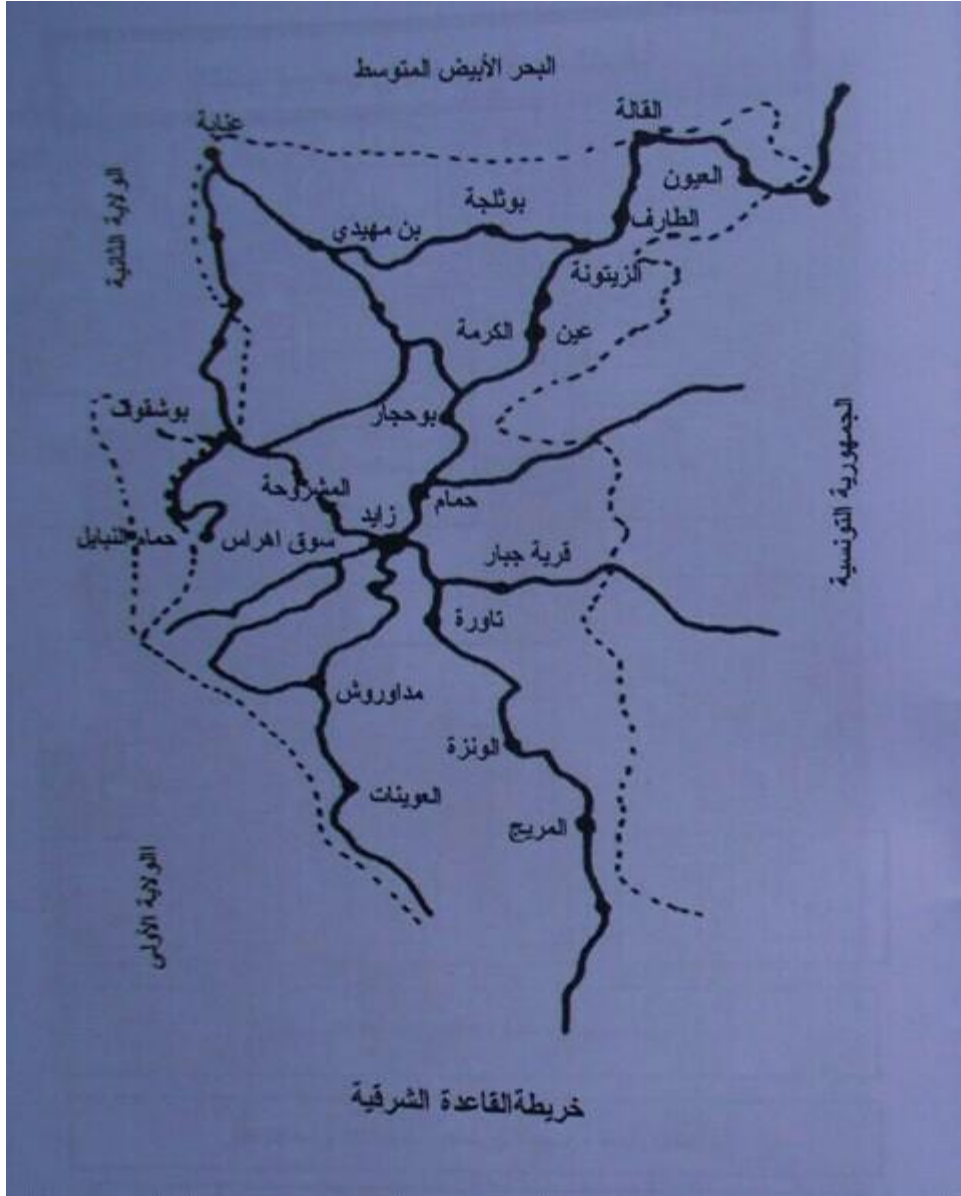 البحر الأبيض المتوسط
القالة
عنابة
العيون
بوثلجة
الطارف
بن مهيدي
الولاية الثانية
الزيتونة
عين
الكرمة
بوحجار
بوشقوف
الجمهورية التونسية
المشروحة
حمام
زايد
سوق اهراس
حمام النبايل
قرية جبار
تاورة
مداوروش
الونزة
العوينات
المريج
الولاية الأولى
خريطة القاعدة الشرقية